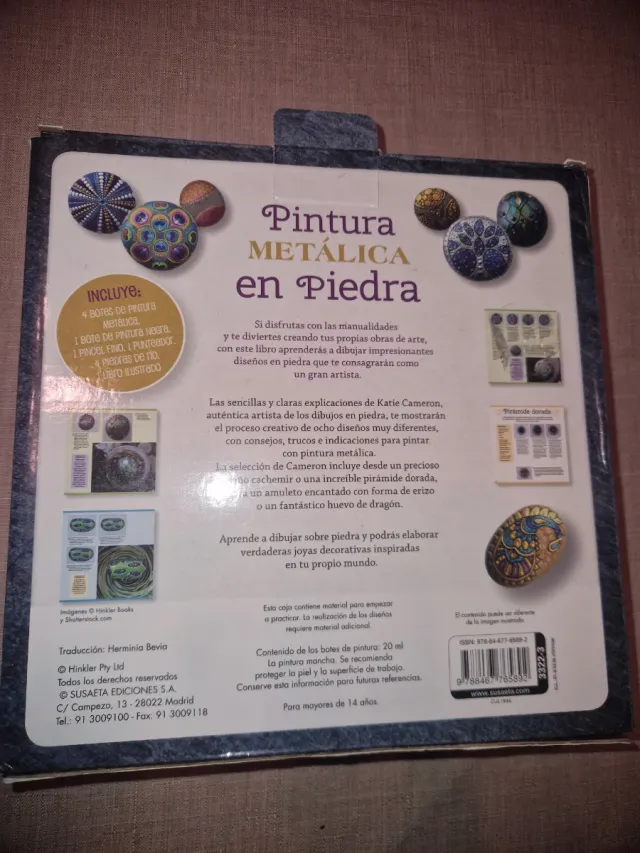 Pintura
METÁLICA
en Piedra
INCLUYE:
4 BOTES DE PINTURA
METÁLICA,
1 BOTE DE PINTURA NEGRA,
1 PINCEL FINO, 1 PUNTEADOR,
4 PIEDRAS DE RÍO,
LIBRO ILUSTRADO
Si disfrutas con las manualidades
y te diviertes creando tus propias obras de arte,
con este libro aprenderás a dibujar impresionantes
diseños en piedra que te consagrarán como
un gran artista.
Las sencillas y claras explicaciones de Katie Cameron,
auténtica artista de los dibujos en piedra, te mostrarán
el proceso creativo de ocho diseños muy diferentes,
con consejos, trucos e indicaciones para pintar
con pintura metálica.
La selección de Cameron incluye desde un precioso
cachemir o una increíble pirámide dorada,
a un amuleto encantado con forma de erizo
o un fantástico huevo de dragón.
Aprende a dibujar sobre piedra y podrás elaborar
verdaderas joyas decorativas inspiradas
en tu propio mundo.
Pirámide dorada
Imágenes © Hinkler Books
y Shutterstock.com
Esta caja contiene material para empezar
a practicar. La realización de los diseños
requiere material adicional.
El contenido puede ser diferente
de la imagen mostrada
Traducción: Herminia Bevia
© Hinkler Pty Ltd
Todos los derechos reservados
© SUSAETA EDICIONES S.A.
C/ Campezo, 13 - 28022 Madrid
Tel.: 91 3009100 - Fax: 91 3009118
Contenido de los botes de pintura: 20 ml
La pintura mancha. Se recomienda
proteger la piel y la superficie de trabajo.
Conserve esta información para futuras referencias.
Para mayores de 14 años.
ISBN: 978-84-677-6589-2
9 788467 765892
3322-3
www.susaeta.com